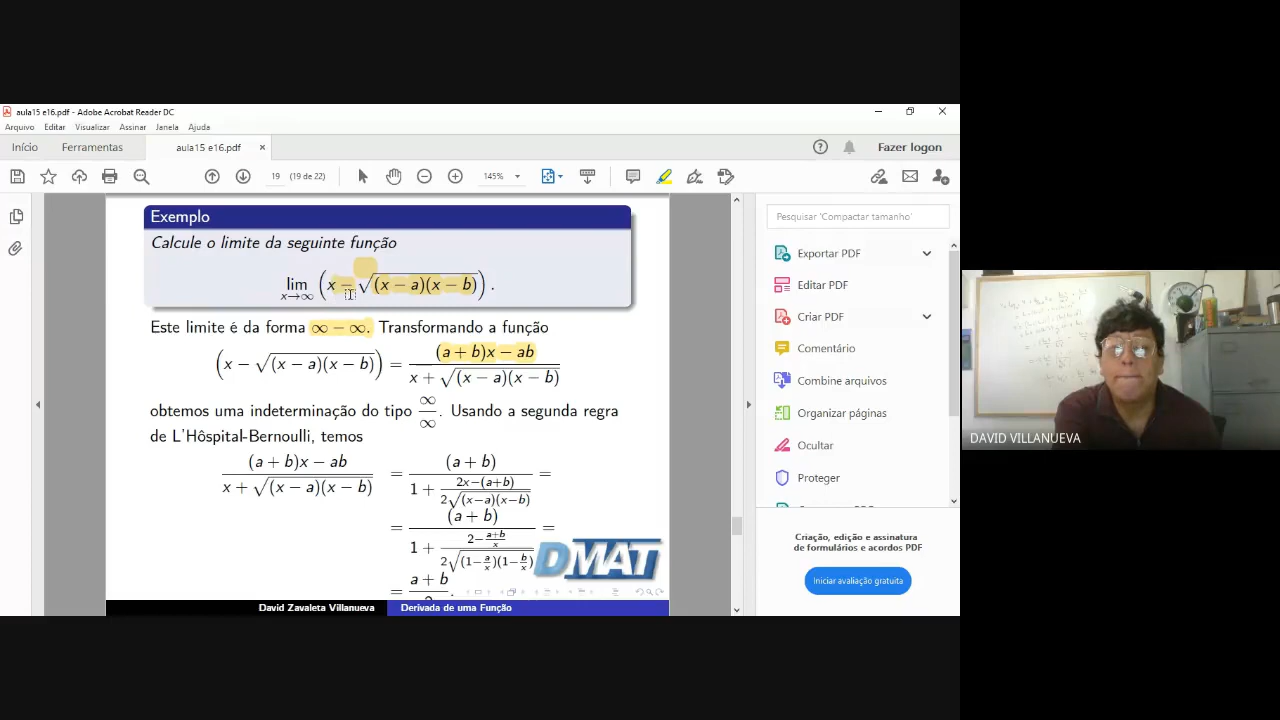 aula15 e16.pdf - Adobe Acrobat Reader DC
Arquivo Editar Visualizar Assinar Janela Ajuda
Início Ferramentas aula15 e16.pdf × Fazer logon
19 (19 de 22) 145%
Exemplo
Calcule o limite da seguinte função
lim x→∞ (x − √(x − a)(x − b)).
Este limite é da forma ∞ − ∞. Transformando a função
(x − √(x − a)(x − b)) = (a + b)x − ab / x + √(x − a)(x − b)
obtemos uma indeterminação do tipo ∞/∞. Usando a segunda regra
de L'Hôspital-Bernoulli, temos
(a + b)x − ab / x + √(x − a)(x − b) = (a + b) / 1 + 2x−(a+b) / 2√(x−a)(x−b) =
= (a + b) / 1 + 2−a+b/x / 2√(1−a/x)(1−b/x) =
= a + b / 2.
DMAT
David Zavaleta Villanueva Derivada de uma Função
Pesquisar 'Compactar tamanho'
Exportar PDF
Editar PDF
Criar PDF
Comentário
Combine arquivos
Organizar páginas
Ocultar
Proteger
Criação, edição e assinatura
de formulários e acordos PDF
Iniciar avaliação gratuita
DAVID VILLANUEVA